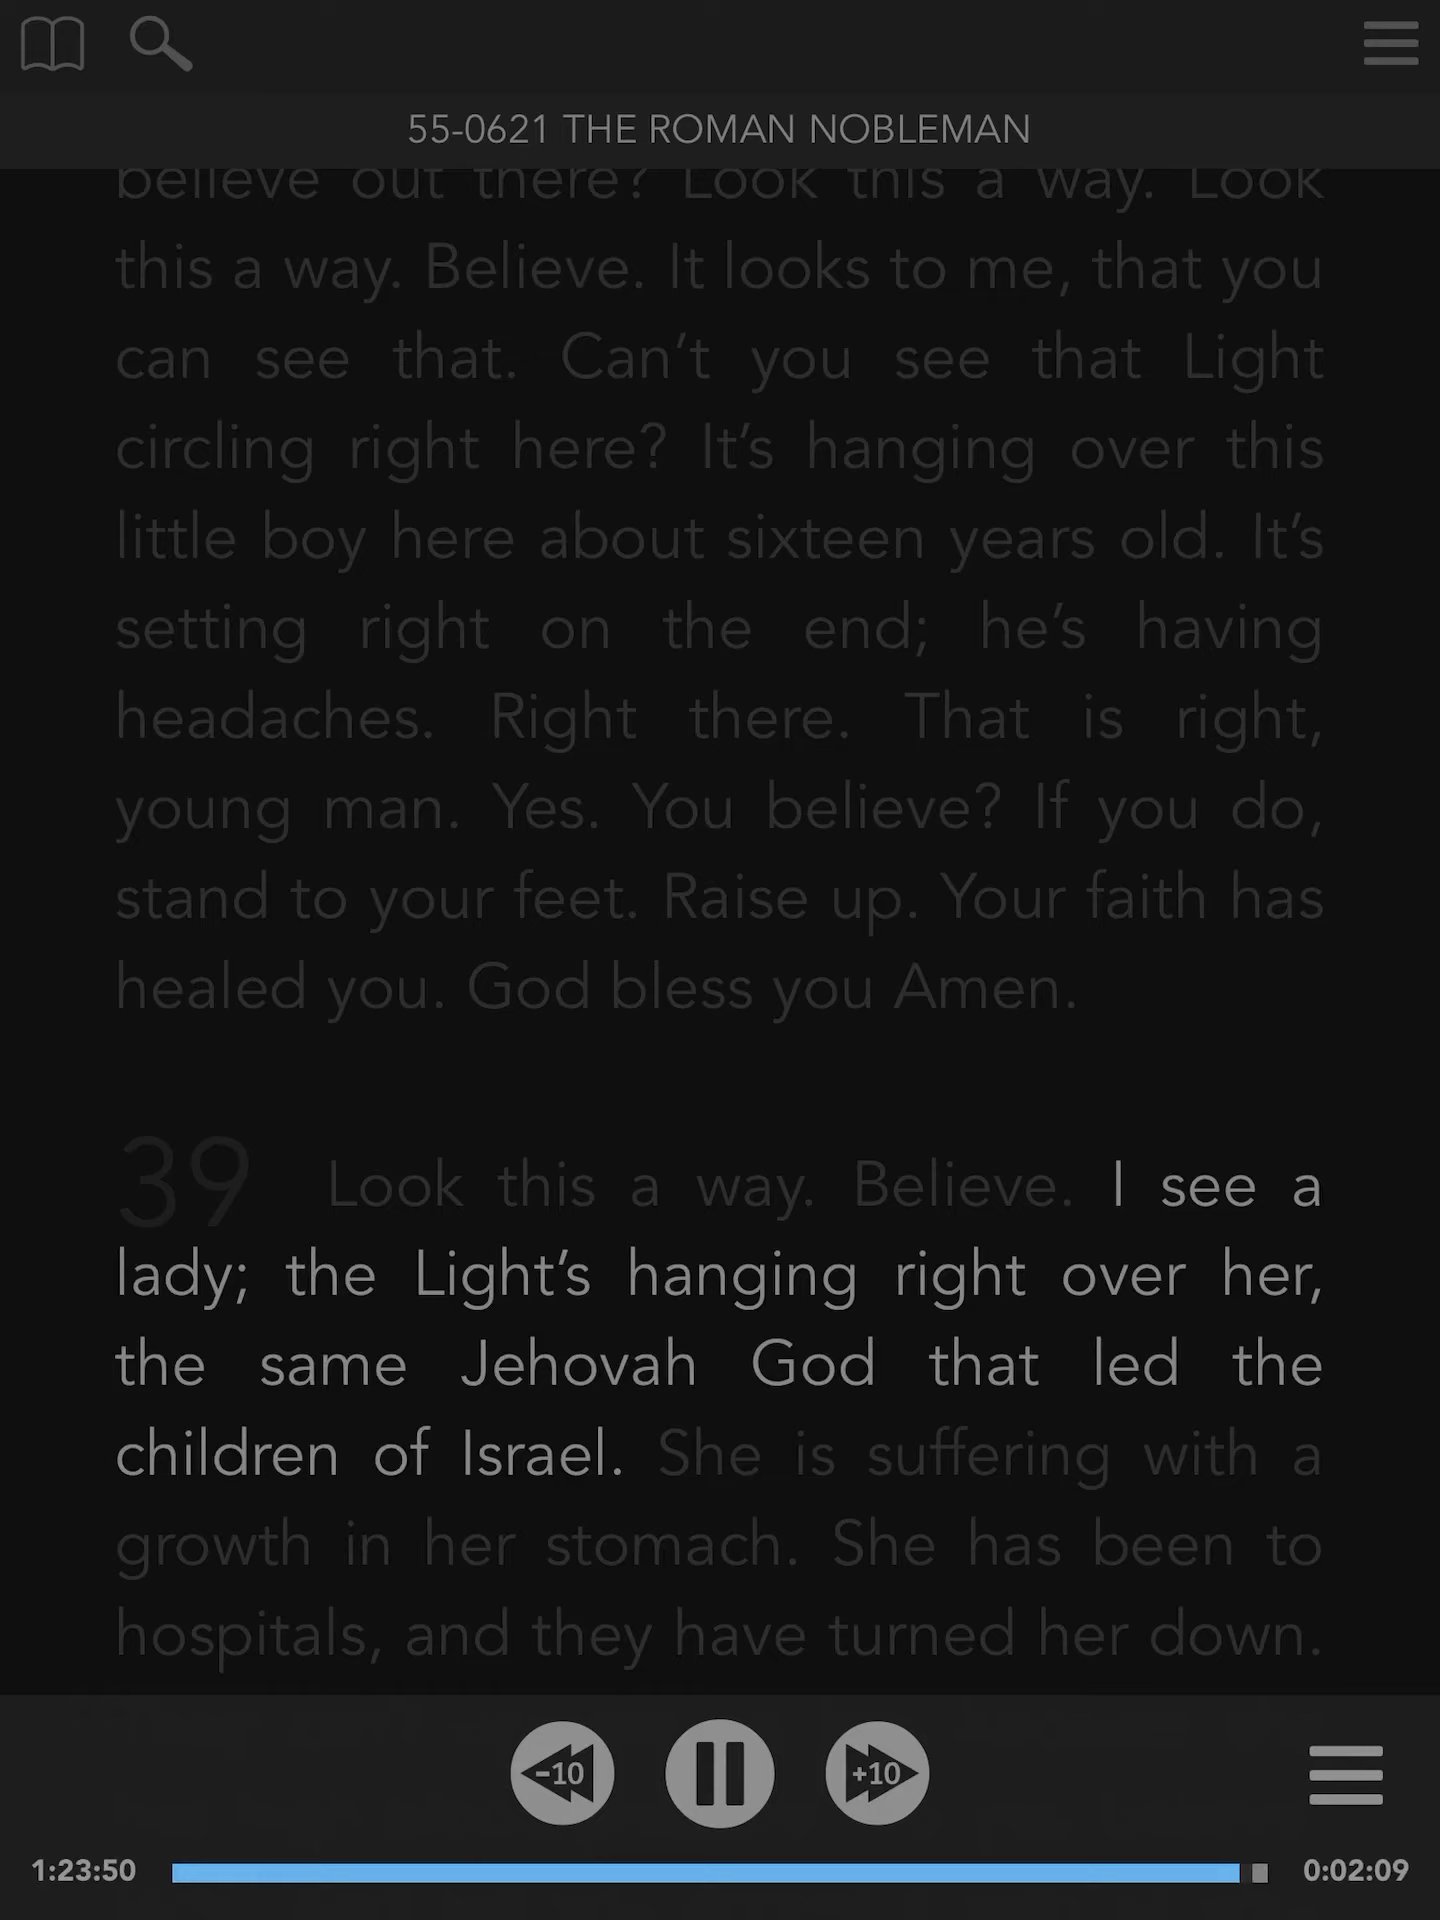 55-0621 THE ROMAN NOBLEMAN
believe out there? Look this a way. Look
this a way. Believe. It looks to me, that you
can see that. Can’t you see that Light
circling right here? It’s hanging over this
little boy here about sixteen years old. It’s
setting right on the end; he’s having
headaches. Right there. That is right,
young man. Yes. You believe? If you do,
stand to your feet. Raise up. Your faith has
healed you. God bless you Amen.
39 Look this a way. Believe. I see a
lady; the Light’s hanging right over her,
the same Jehovah God that led the
children of Israel. She is suffering with a
growth in her stomach. She has been to
hospitals, and they have turned her down.
-10 +10
1:23:50 0:02:09